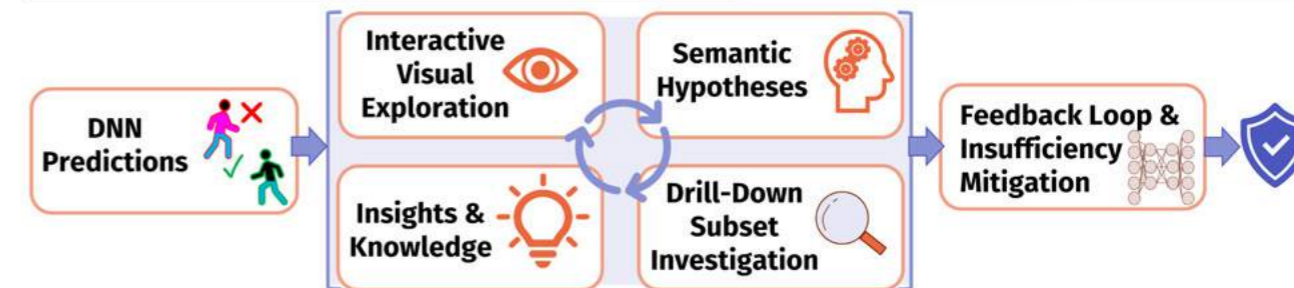 DNN
Predictions
Interactive
Visual
Exploration
Semantic
Hypotheses
Insights &
Knowledge
Drill-Down
Subset
Investigation
Feedback Loop &
Insufficiency
Mitigation